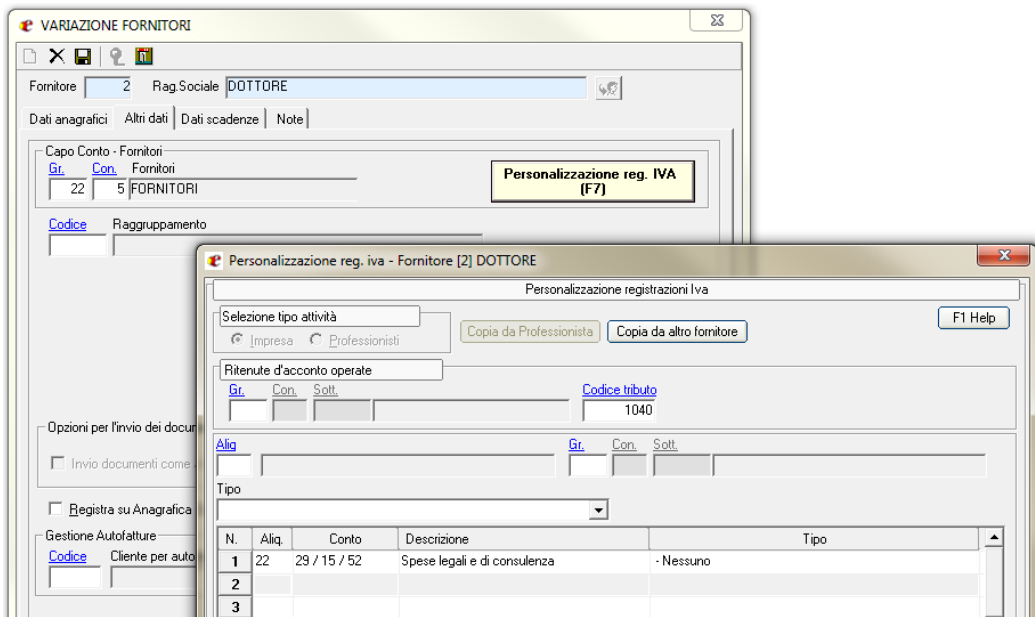 VARIAZIONE FORNITORI
Fornitore 2 Rag.Sociale DOTTORE
Dati anagrafici Altri dati Dati scadenze Note
Capo Conto - Fornitori
Gr. Con. Fornitori
22 5 FORNITORI
Personalizzazione reg. IVA
(F7)
Codice Raggruppamento
Personalizzazione reg. iva - Fornitore [2] DOTTORE
Personalizzazione registrazioni Iva
Selezione tipo attività
Impresa Professionisti
Copia da Professionista Copia da altro fornitore
F1 Help
Ritenute d'acconto operate
Gr. Con. Sott. Codice tributo
1040
Opzioni per l'invio dei docu
Invio documenti come
Registra su Anagrafica
Gestione Autofatture
Codice Cliente per auto
Aliq Gr. Con. Sott.
Tipo
N. Aliq. Conto Descrizione Tipo
1 22 29 / 15 / 52 Spese legali e di consulenza - Nessuno
2
3